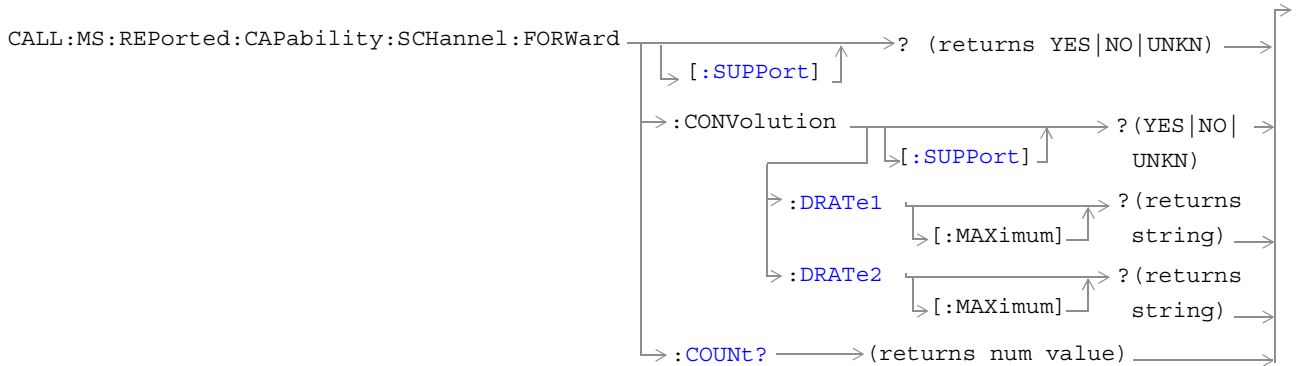 CALL:MS:REPorted:CAPability:SCHannel:FORWard ? (returns YES|NO|UNKN)
[:SUPPort]
:CONVolution ?(YES|NO|
[:SUPPort] UNKN)
:DRATe1 ?(returns
[:MAXimum] string)
:DRATe2 ?(returns
[:MAXimum] string)
:COUNt? (returns num value)